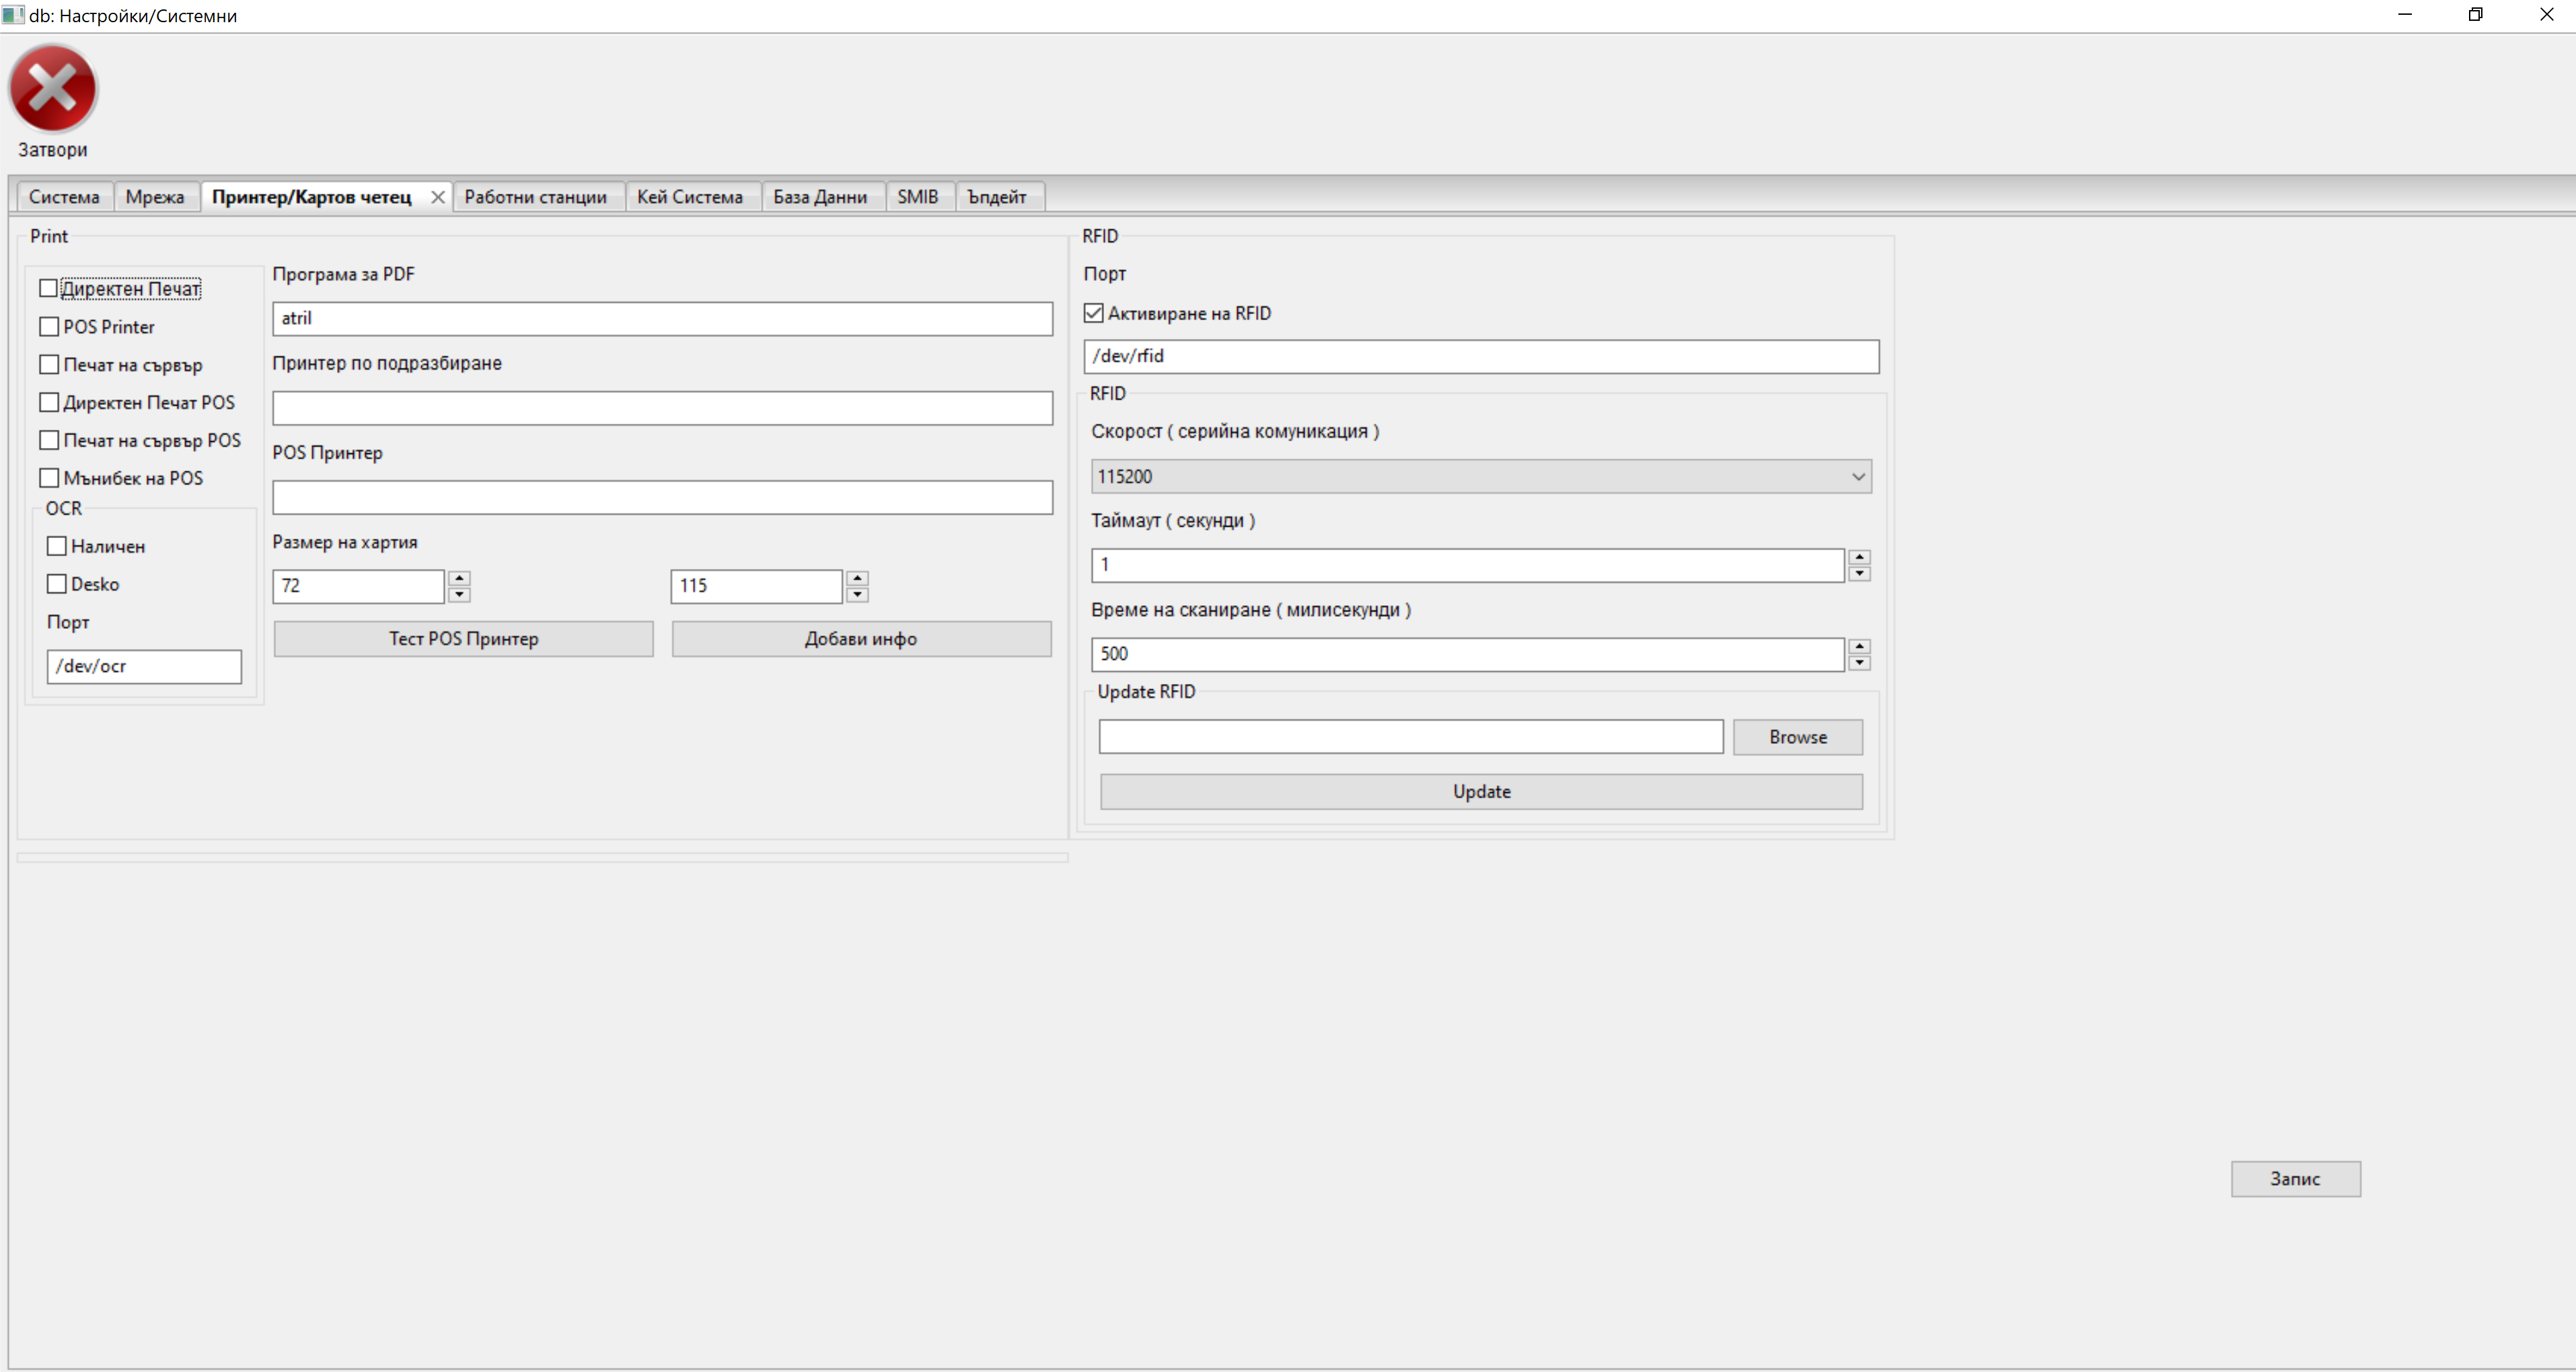 db: Настройки/Системни
Затвори
Система Мрежа Принтер/Картов четец Работни станции Кей Система База Данни SMIB Ъпдейт
Print
Директен Печат
POS Printer
Печат на сървър
Директен Печат POS
Печат на сървър POS
Мънибек на POS
OCR
Наличен
Desko
Порт
/dev/ocr
Програма за PDF
atril
Принтер по подразбиране
POS Принтер
Размер на хартия
72 115
Тест POS Принтер Добави инфо
RFID
Порт
Активиране на RFID
/dev/rfid
RFID
Скорост ( серийна комуникация )
115200
Таймаут ( секунди )
1
Време на сканиране ( милисекунди )
500
Update RFID
Browse
Update
Запис